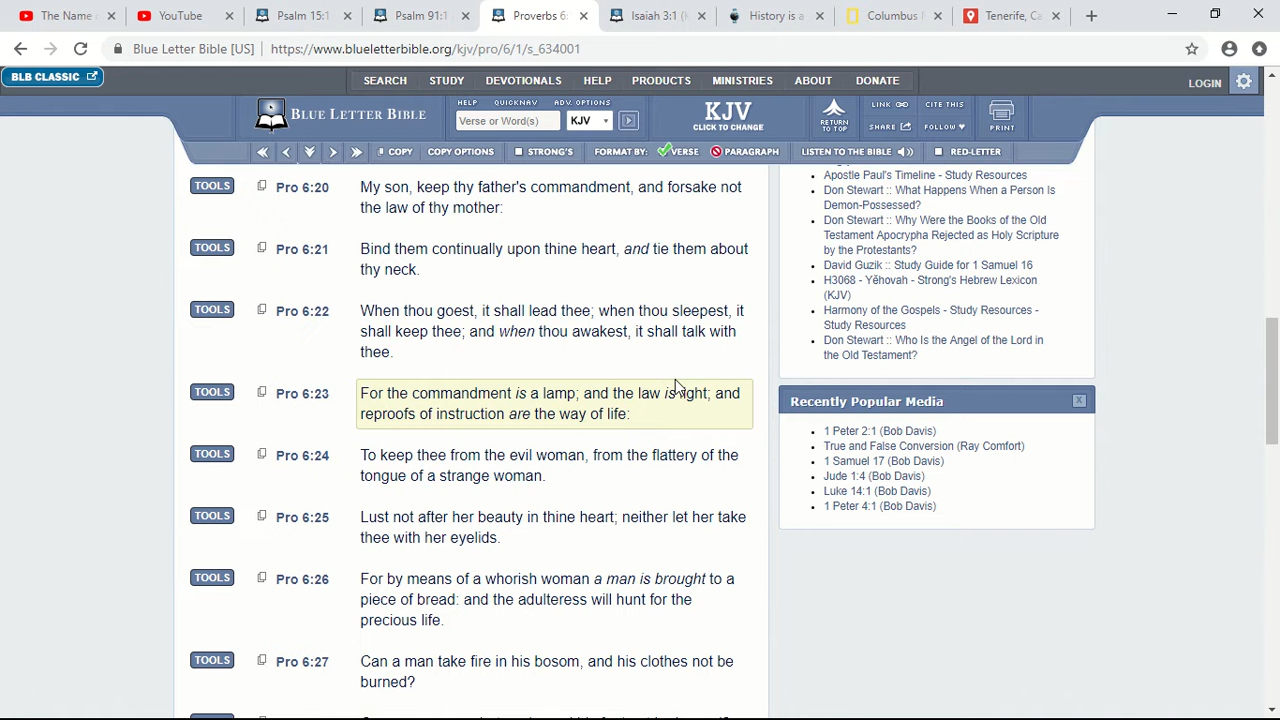 The Name
YouTube
Psalm 15:1
Psalm 91:1
Proverbs 6:
Isaiah 3:1 (
History is a
Columbus
Tenerife, Ca
Blue Letter Bible [US]
https://www.blueletterbible.org/kjv/pro/6/1/s_634001
BLB CLASSIC
SEARCH STUDY DEVOTIONALS HELP PRODUCTS MINISTRIES ABOUT DONATE
LOGIN
BLUE LETTER BIBLE
HELP QUICKNAV ADV. OPTIONS
Verse or Word(s)
KJV
KJV
CLICK TO CHANGE
RETURN
TO TOP
LINK
CITE THIS
SHARE
FOLLOW
PRINT
COPY COPY OPTIONS STRONG'S FORMAT BY: VERSE PARAGRAPH LISTEN TO THE BIBLE RED-LETTER
TOOLS Pro 6:20 My son, keep thy father's commandment, and forsake not
the law of thy mother:
TOOLS Pro 6:21 Bind them continually upon thine heart, and tie them about
thy neck.
TOOLS Pro 6:22 When thou goest, it shall lead thee; when thou sleepest, it
shall keep thee; and when thou awakest, it shall talk with
thee.
TOOLS Pro 6:23 For the commandment is a lamp; and the law is light; and
reproofs of instruction are the way of life:
TOOLS Pro 6:24 To keep thee from the evil woman, from the flattery of the
tongue of a strange woman.
TOOLS Pro 6:25 Lust not after her beauty in thine heart; neither let her take
thee with her eyelids.
TOOLS Pro 6:26 For by means of a whorish woman a man is brought to a
piece of bread: and the adulteress will hunt for the
precious life.
TOOLS Pro 6:27 Can a man take fire in his bosom, and his clothes not be
burned?
Apostle Paul's Timeline - Study Resources
Don Stewart :: What Happens When a Person Is
Demon-Possessed?
Don Stewart :: Why Were the Books of the Old
Testament Apocrypha Rejected as Holy Scripture
by the Protestants?
David Guzik :: Study Guide for 1 Samuel 16
H3068 - Yĕhovah - Strong's Hebrew Lexicon
(KJV)
Harmony of the Gospels - Study Resources -
Study Resources
Don Stewart :: Who Is the Angel of the Lord in
the Old Testament?
Recently Popular Media
1 Peter 2:1 (Bob Davis)
True and False Conversion (Ray Comfort)
1 Samuel 17 (Bob Davis)
Jude 1:4 (Bob Davis)
Luke 14:1 (Bob Davis)
1 Peter 4:1 (Bob Davis)